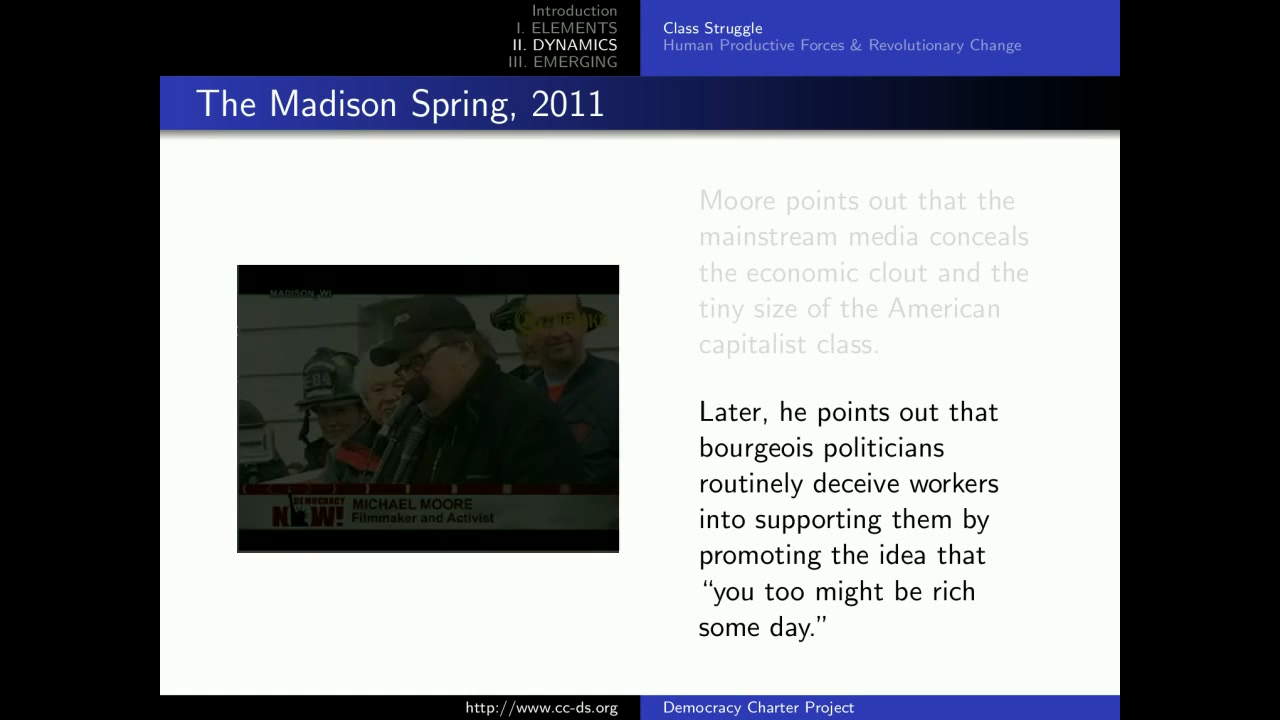 Introduction
I. ELEMENTS
II. DYNAMICS
III. EMERGING
Class Struggle
Human Productive Forces & Revolutionary Change
The Madison Spring, 2011
MADISON, WI
DEMOCRACY
NOW!
MICHAEL MOORE
Filmmaker and Activist
Moore points out that the
mainstream media conceals
the economic clout and the
tiny size of the American
capitalist class.
Later, he points out that
bourgeois politicians
routinely deceive workers
into supporting them by
promoting the idea that
“you too might be rich
some day.”
http://www.cc-ds.org
Democracy Charter Project